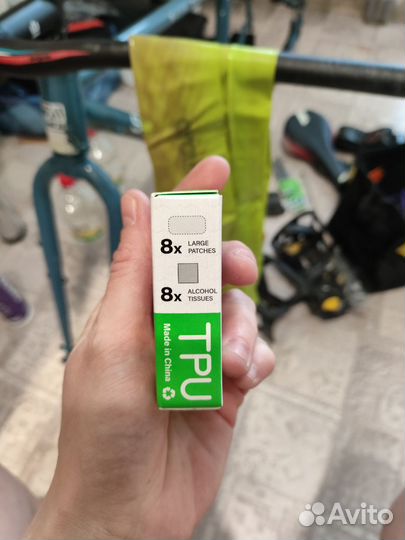 8x LARGE
PATCHES
8x ALCOHOL
TISSUES
TPU
Made in China
Avito